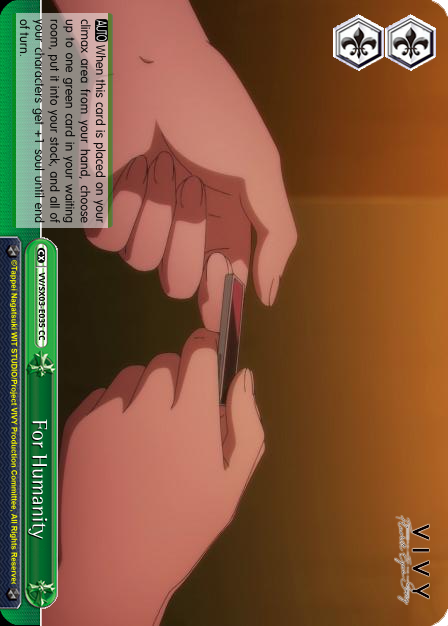 [AUTO] When this card is placed on your
climax area from your hand, choose
up to one green card in your waiting
room, put it into your stock, and all of
your characters get +1 soul until end
of turn.
CX VV/SX03-E035 CC
For Humanity
©Tappei Nagatsuki WIT STUDIO/Project VIVY Production Committee, All Rights Reserved
VIVY